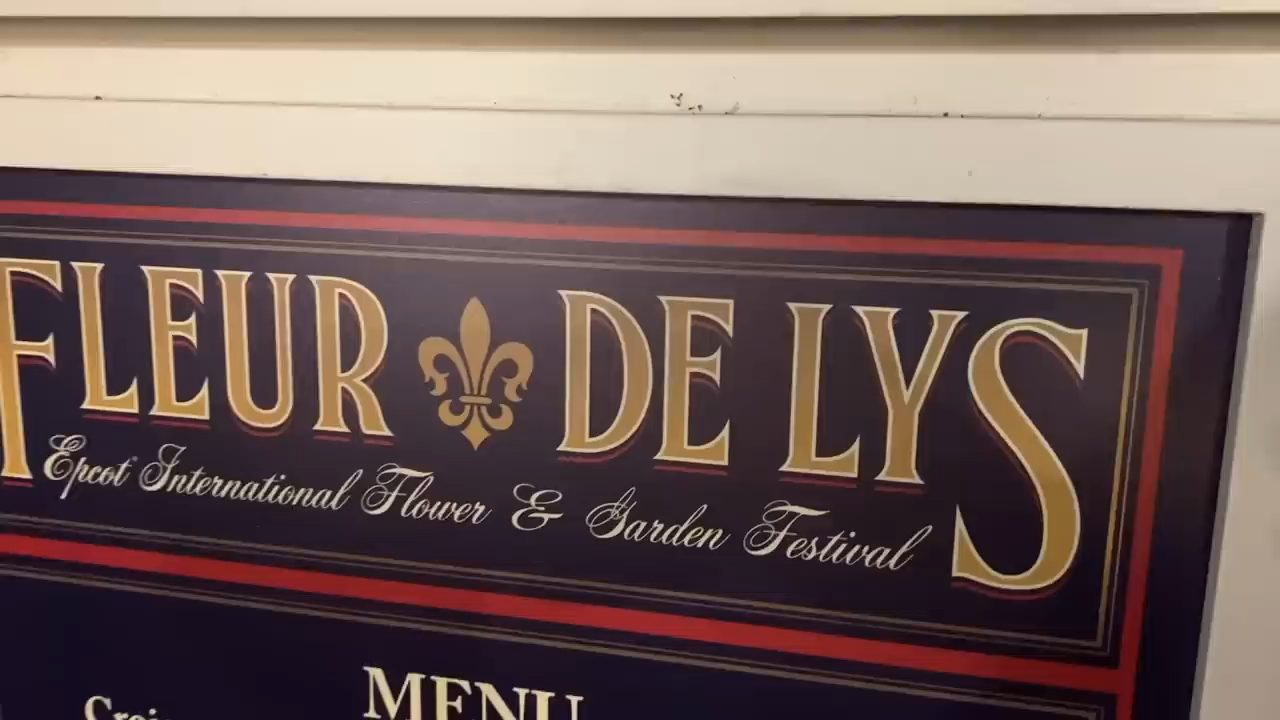 FLEUR DE LYS
Epcot International Flower & Garden Festival
MENU